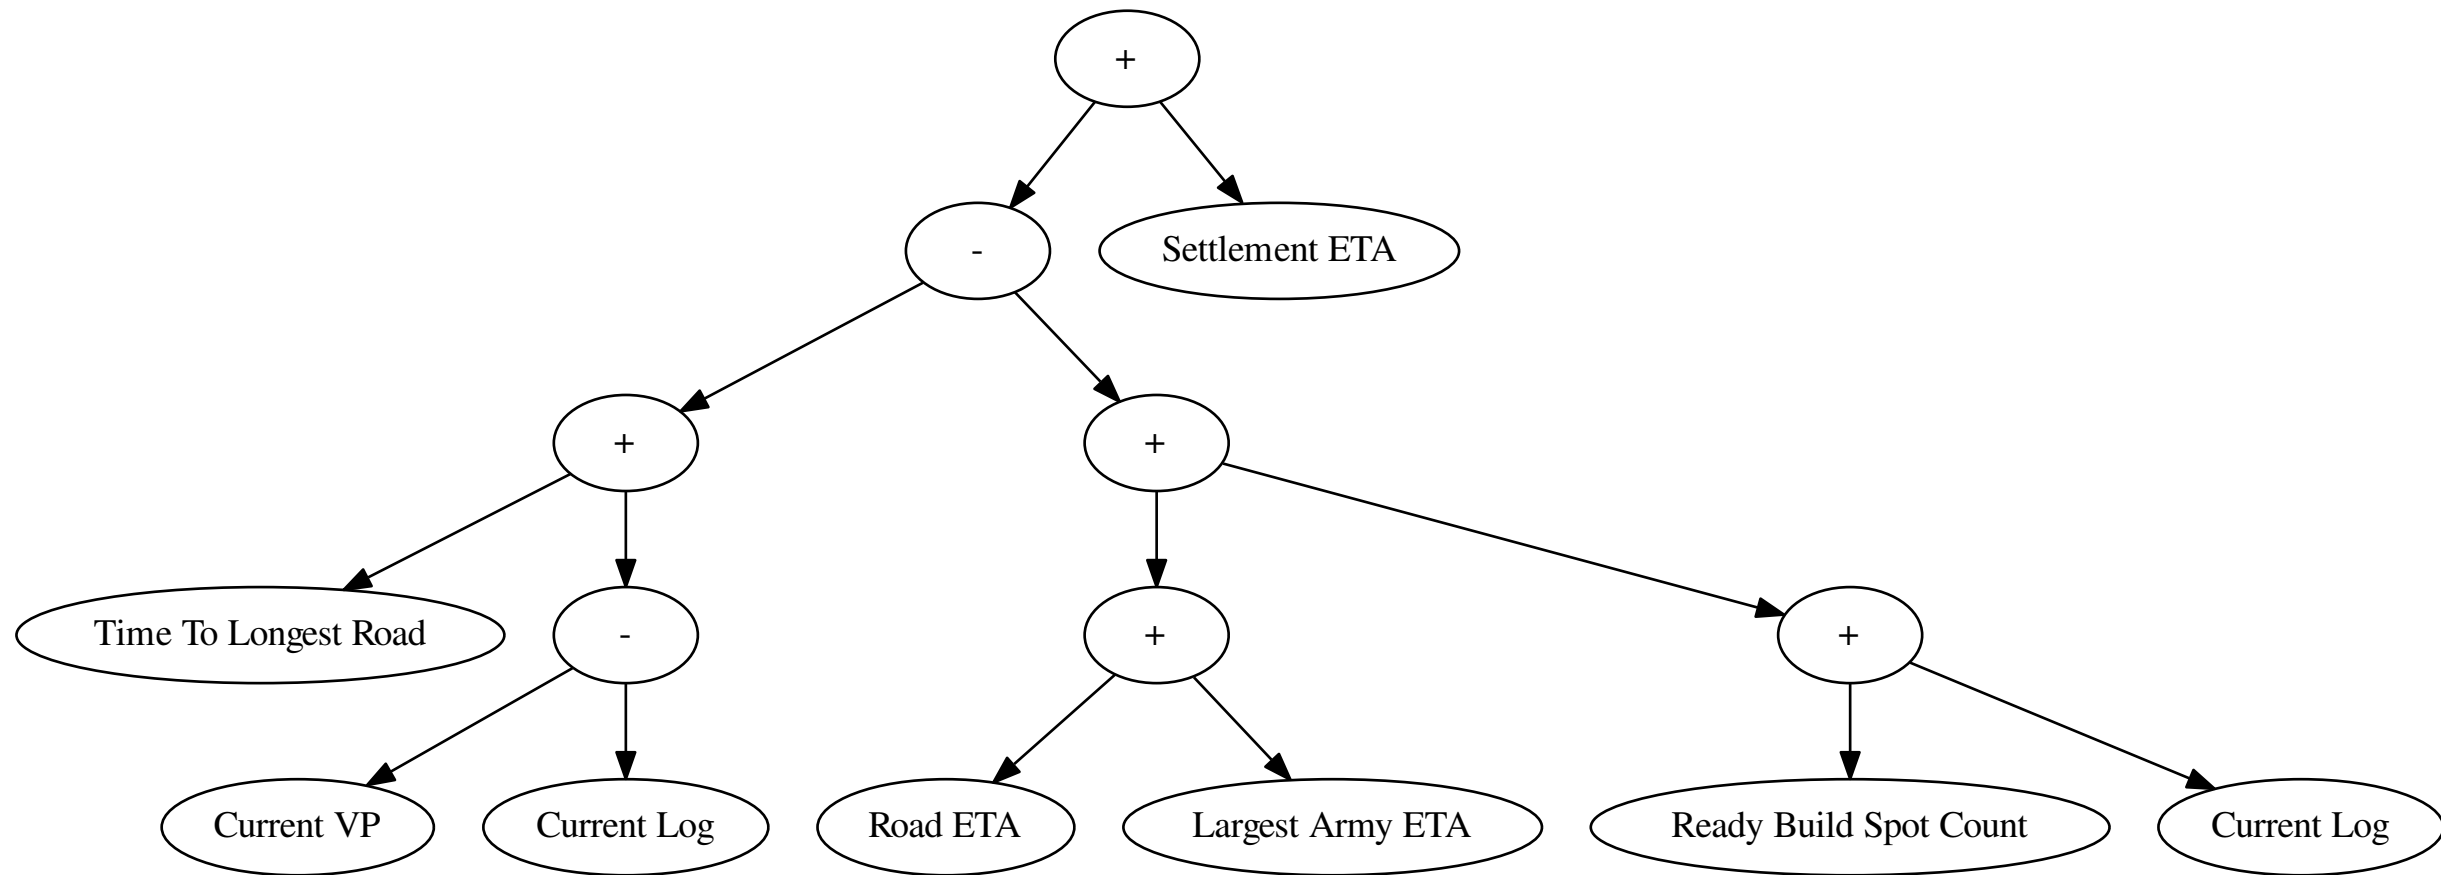 +
-
Settlement ETA
+
+
Time To Longest Road
-
+
+
Current VP
Current Log
Road ETA
Largest Army ETA
Ready Build Spot Count
Current Log